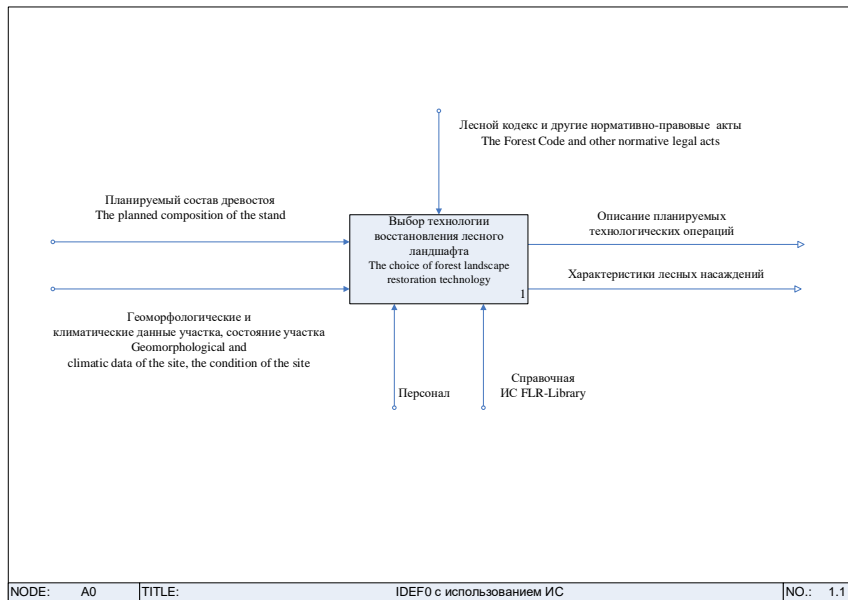 Лесной кодекс и другие нормативно-правовые акты
The Forest Code and other normative legal acts
Планируемый состав древостоя
The planned composition of the stand
Выбор технологии
восстановления лесного
ландшафта
The choice of forest landscape
restoration technology
1
Описание планируемых
технологических операций
Характеристики лесных насаждений
Геоморфологические и
климатические данные участка, состояние участка
Geomorphological and
climatic data of the site, the condition of the site
Персонал
Справочная
ИС FLR-Library
NODE: A0 TITLE: IDEF0 с использованием ИС NO.: 1.1